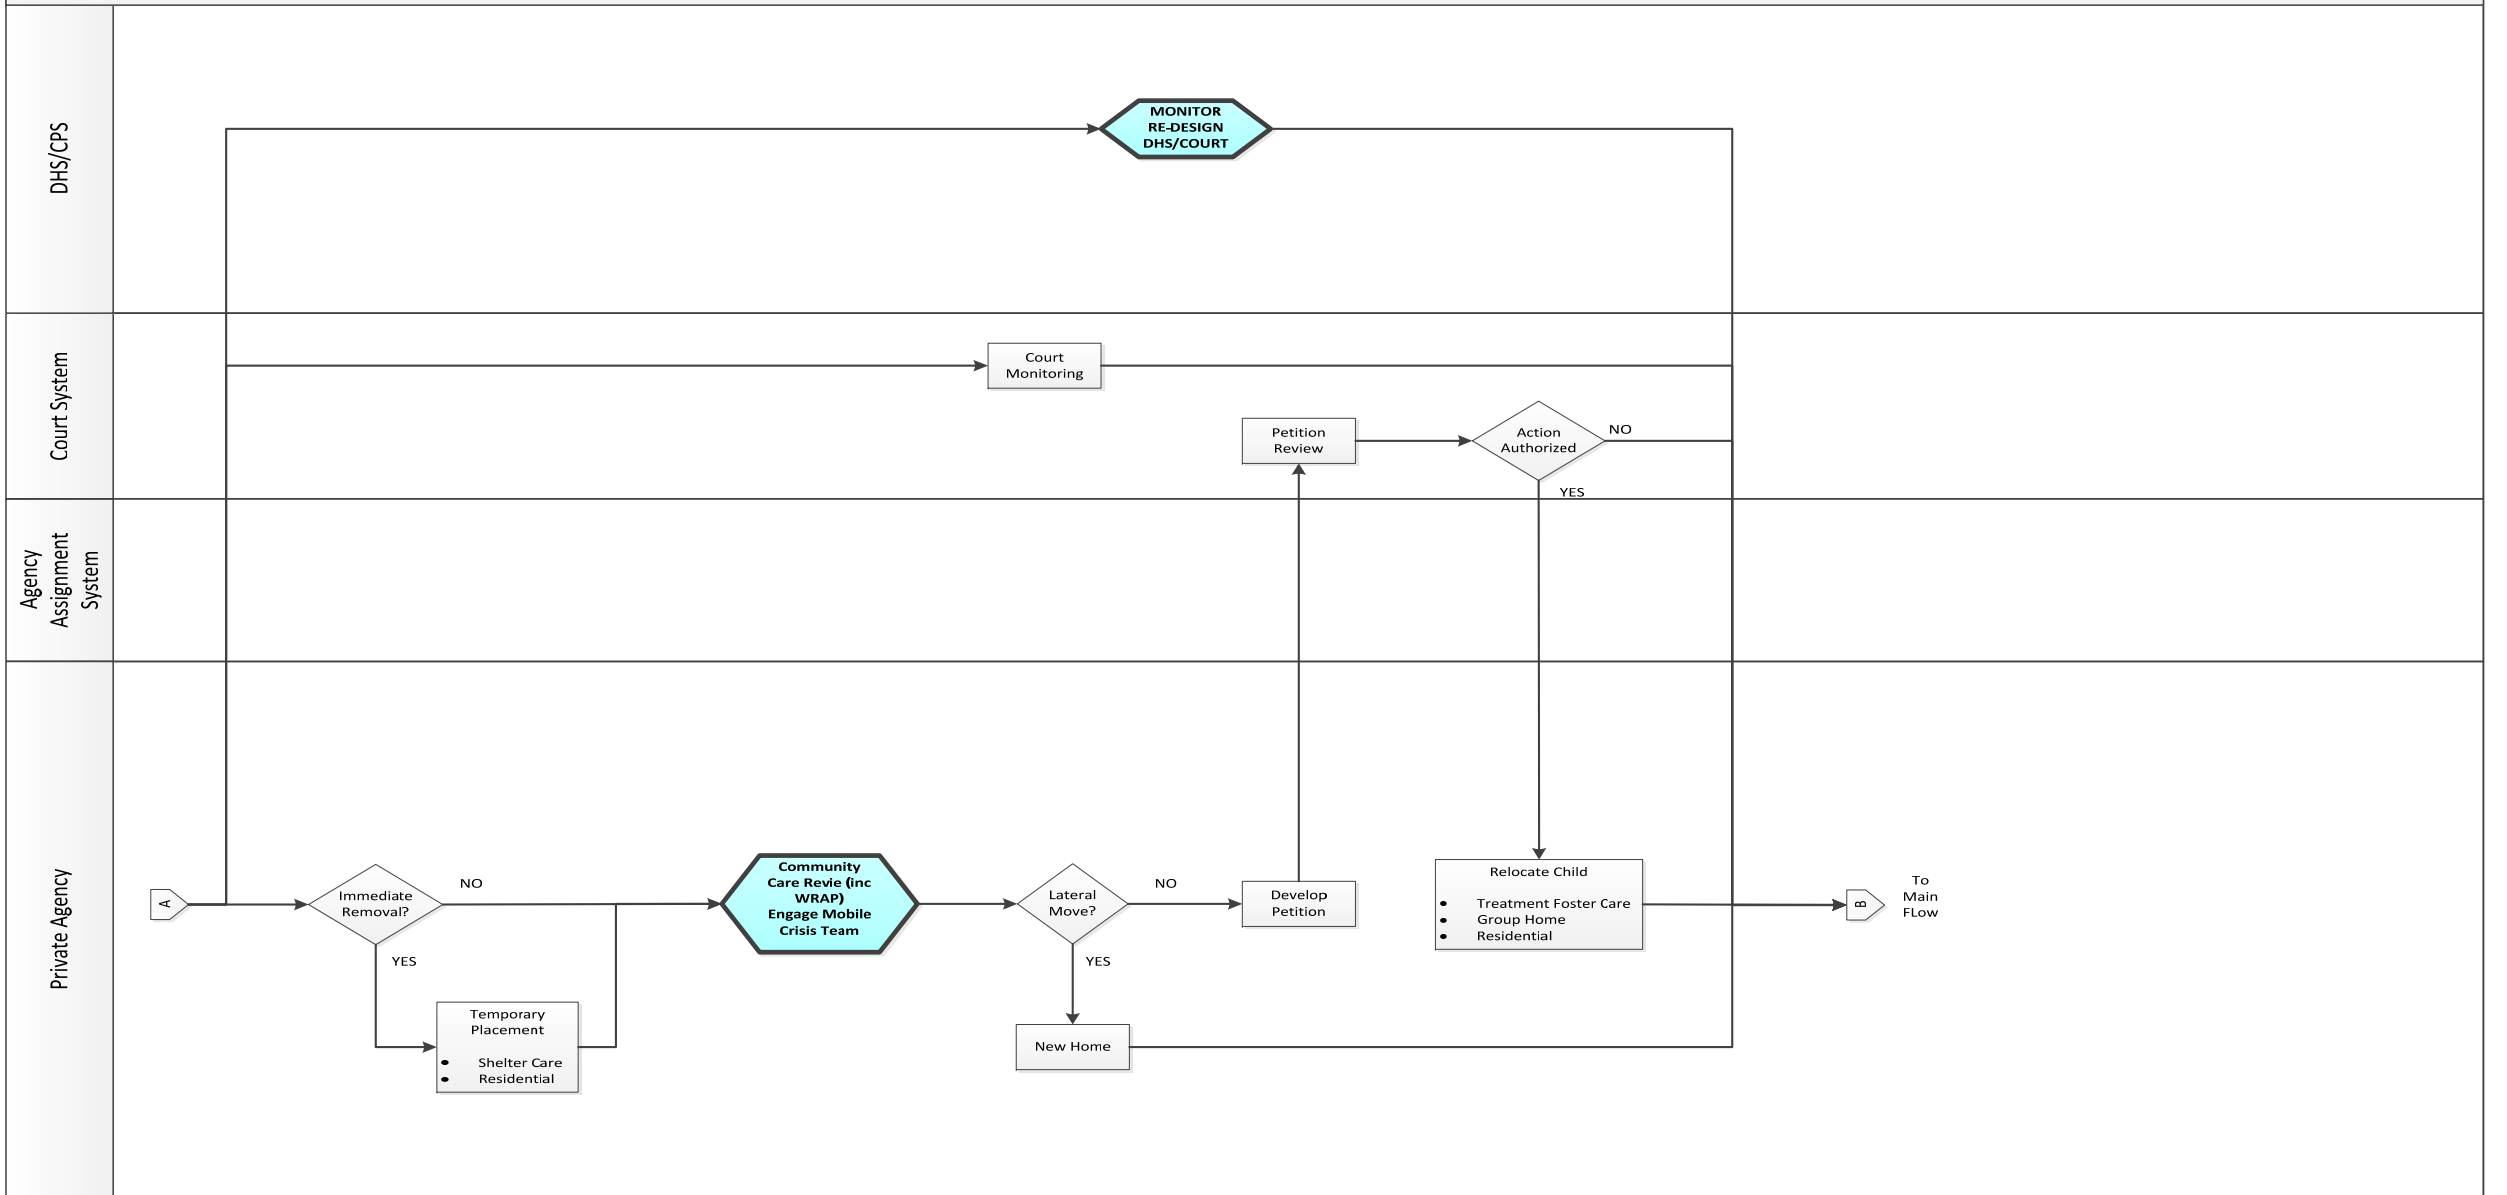 DHS/CPS
MONITOR
RE-DESIGN
DHS/COURT
Court System
Court
Monitoring
Petition
Review
Action
Authorized
NO
YES
Agency
Assignment
System
Private Agency
A
Immediate
Removal?
NO
YES
Temporary
Placement
• Shelter Care
• Residential
Community
Care Revie (inc
WRAP)
Engage Mobile
Crisis Team
Lateral
Move?
NO
YES
New Home
Develop
Petition
Relocate Child
• Treatment Foster Care
• Group Home
• Residential
B
To
Main
FLow